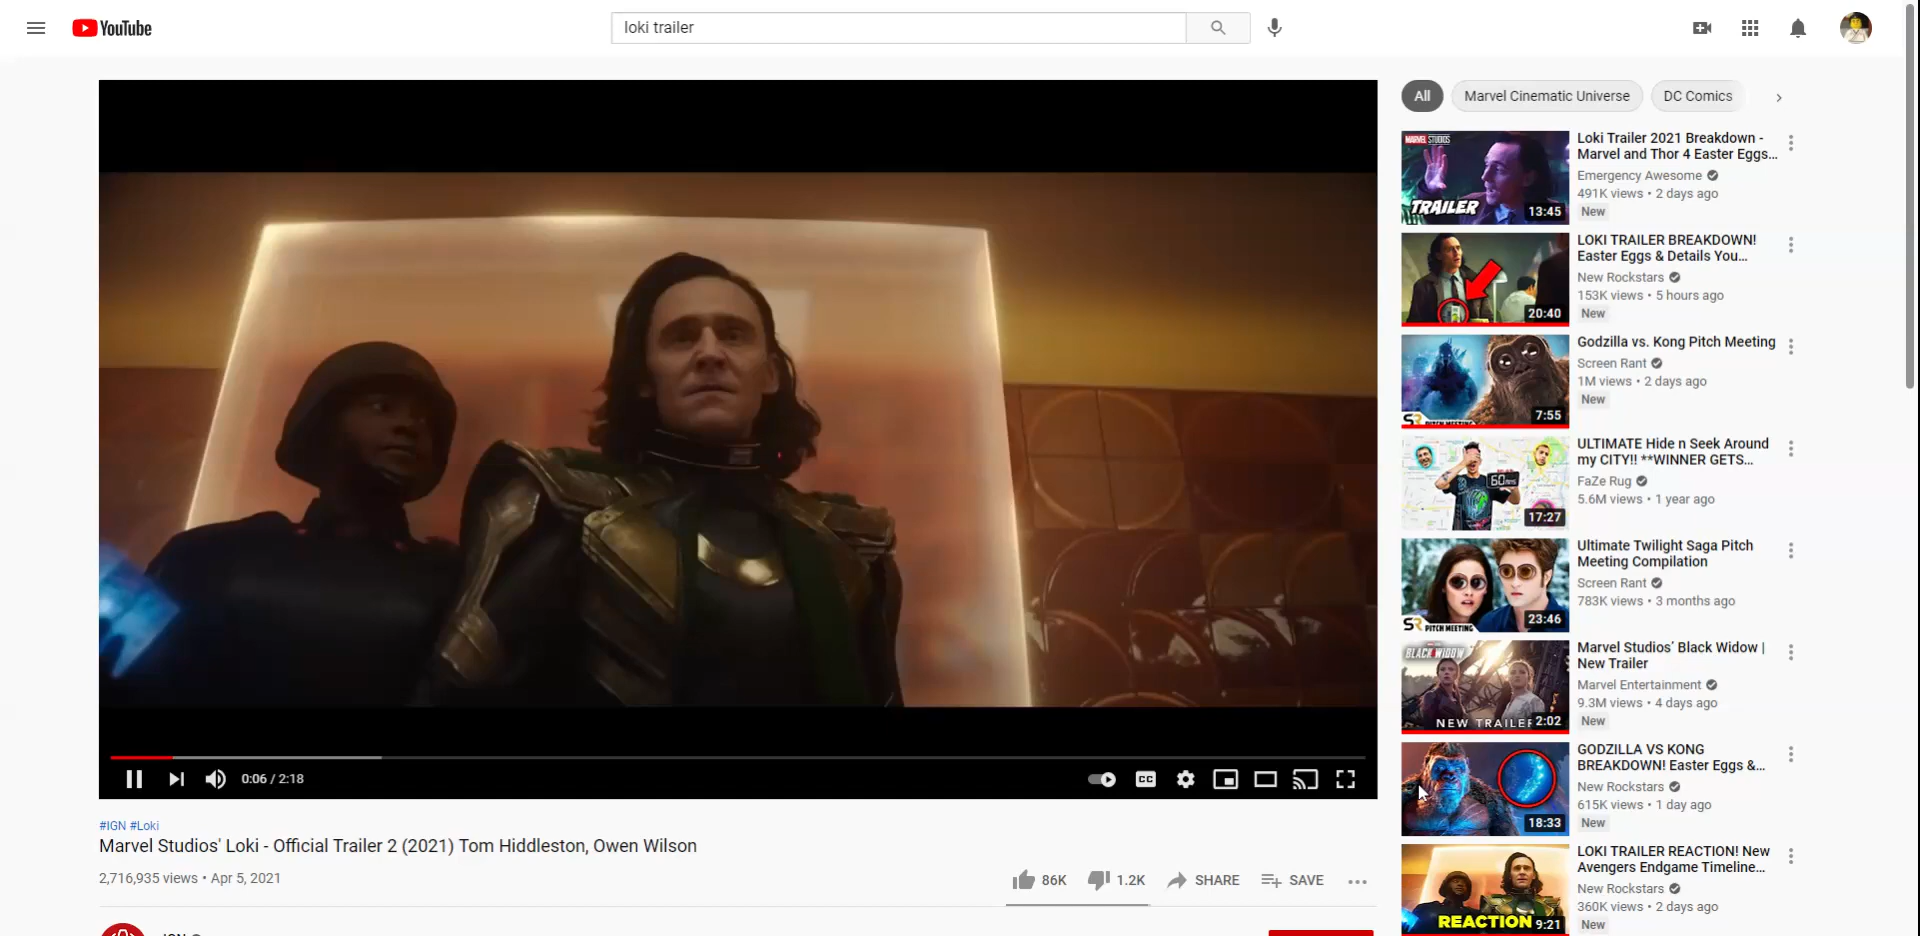 YouTube
loki trailer
CC
0:06 / 2:18
#IGN #Loki
Marvel Studios' Loki - Official Trailer 2 (2021) Tom Hiddleston, Owen Wilson
2,716,935 views • Apr 5, 2021
86K
1.2K
SHARE
SAVE
All
Marvel Cinematic Universe
DC Comics
MARVEL STUDIOS
TRAILER
13:45
Loki Trailer 2021 Breakdown -
Marvel and Thor 4 Easter Eggs...
Emergency Awesome
491K views • 2 days ago
New
20:40
LOKI TRAILER BREAKDOWN!
Easter Eggs & Details You...
New Rockstars
153K views • 5 hours ago
New
SR
7:55
Godzilla vs. Kong Pitch Meeting
Screen Rant
1M views • 2 days ago
New
17:27
ULTIMATE Hide n Seek Around
my CITY!! **WINNER GETS...
FaZe Rug
5.6M views • 1 year ago
SR PITCH MEETING
23:46
Ultimate Twilight Saga Pitch
Meeting Compilation
Screen Rant
783K views • 3 months ago
BLACK WIDOW
NEW TRAILER
2:02
Marvel Studios' Black Widow |
New Trailer
Marvel Entertainment
9.3M views • 4 days ago
New
18:33
GODZILLA VS KONG
BREAKDOWN! Easter Eggs &...
New Rockstars
615K views • 1 day ago
New
REACTION
9:21
LOKI TRAILER REACTION! New
Avengers Endgame Timeline...
New Rockstars
360K views • 2 days ago
New